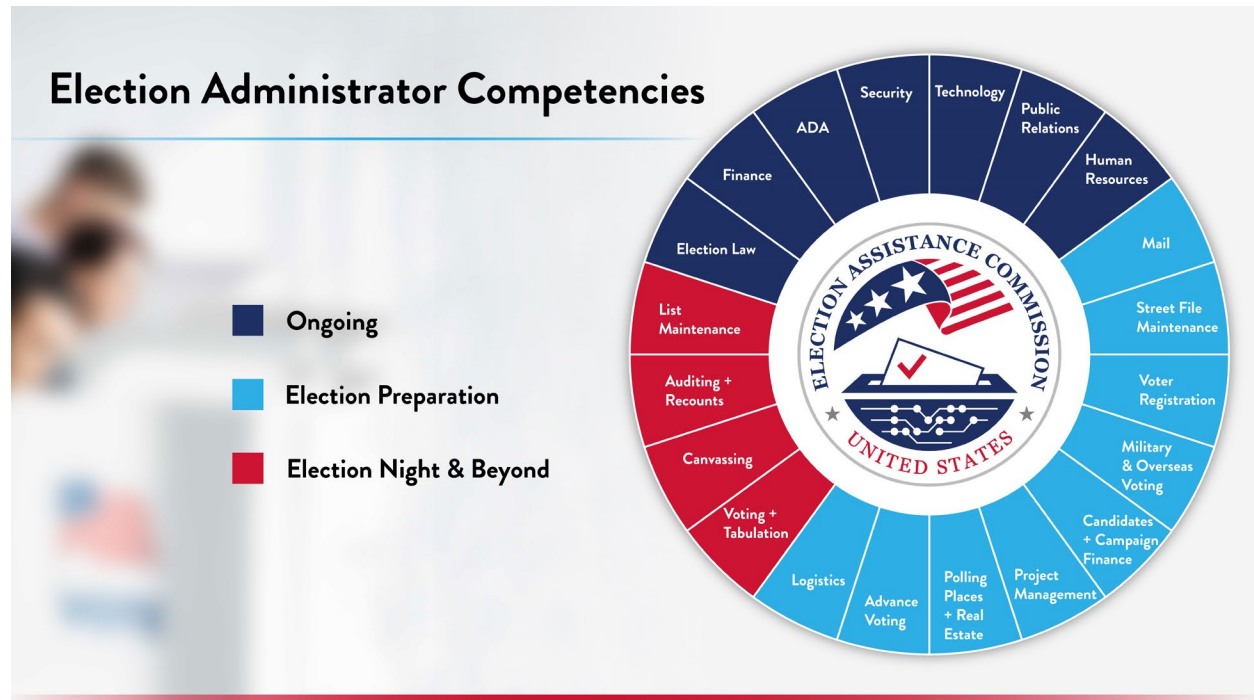 Election Administrator Competencies
Ongoing
Election Preparation
Election Night & Beyond
Security
Technology
Public
Relations
Human
Resources
Mail
Street File
Maintenance
Voter
Registration
Military
& Overseas
Voting
Candidates
+ Campaign
Finance
Project
Management
Polling
Places
+ Real
Estate
Advance
Voting
Logistics
Voting +
Tabulation
Canvassing
Auditing +
Recounts
List
Maintenance
Election Law
Finance
ADA
ELECTION ASSISTANCE COMMISSION
UNITED STATES